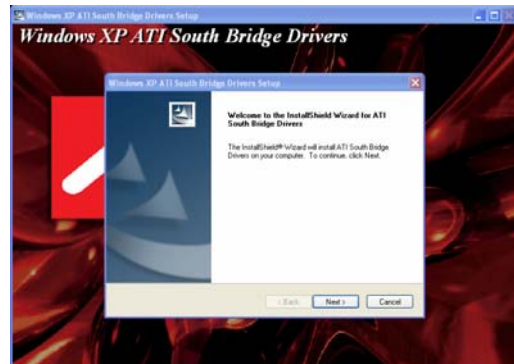 Windows XP ATI South Bridge Drivers Setup
Windows XP ATI South Bridge Drivers
Windows XP ATI South Bridge Drivers Setup
Welcome to the InstallShield Wizard for ATI
South Bridge Drivers
The InstallShield® Wizard will install ATI South Bridge
Drivers on your computer. To continue, click Next.
< Back
Next >
Cancel